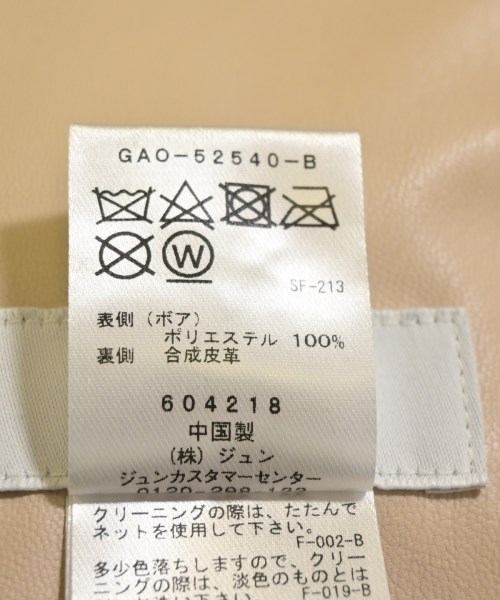 GAO-52540-B
W
SF-213
表側（ボア）
ポリエステル 100%
裏側 合成皮革
604218
中国製
（株）ジュン
ジュンカスタマーセンター
0120-298-133
クリーニングの際は、たたんで
ネットを使用して下さい。
F-002-B
多少色落ちしますので、クリー
ニングの際は、淡色のものとは
F-019-B